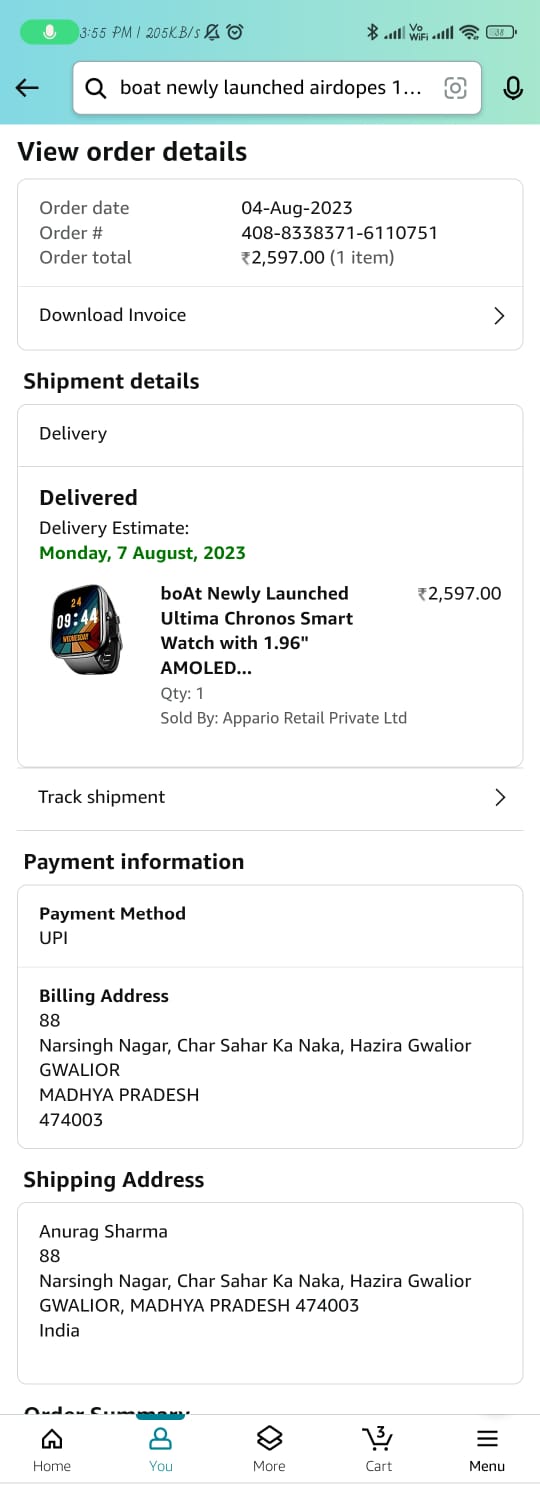 3:55 PM | 205KB/s
Vo
WiFi
38
boat newly launched airdopes 1...
View order details
Order date 04-Aug-2023
Order # 408-8338371-6110751
Order total ₹2,597.00 (1 item)
Download Invoice
Shipment details
Delivery
Delivered
Delivery Estimate:
Monday, 7 August, 2023
24
09:44
WEDNESDAY
boAt Newly Launched ₹2,597.00
Ultima Chronos Smart
Watch with 1.96"
AMOLED...
Qty: 1
Sold By: Appario Retail Private Ltd
Track shipment
Payment information
Payment Method
UPI
Billing Address
88
Narsingh Nagar, Char Sahar Ka Naka, Hazira Gwalior
GWALIOR
MADHYA PRADESH
474003
Shipping Address
Anurag Sharma
88
Narsingh Nagar, Char Sahar Ka Naka, Hazira Gwalior
GWALIOR, MADHYA PRADESH 474003
India
Order Summary
3
Home You More Cart Menu